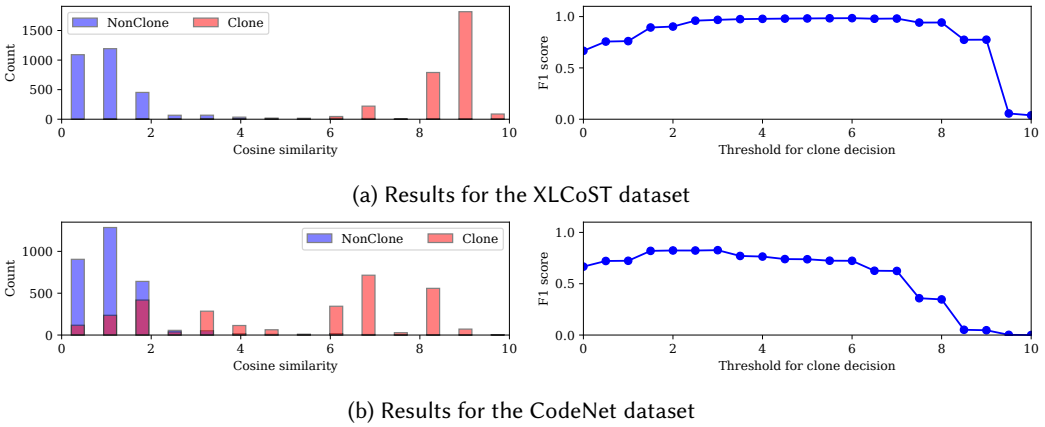 NonClone Clone
Count
1500
1000
500
0
0 2 4 6 8 10
Cosine similarity
F1 score
1.0
0.5
0.0
0 2 4 6 8 10
Threshold for clone decision
(a) Results for the XLCoST dataset
NonClone Clone
Count
1000
500
0
0 2 4 6 8 10
Cosine similarity
F1 score
1.0
0.5
0.0
0 2 4 6 8 10
Threshold for clone decision
(b) Results for the CodeNet dataset